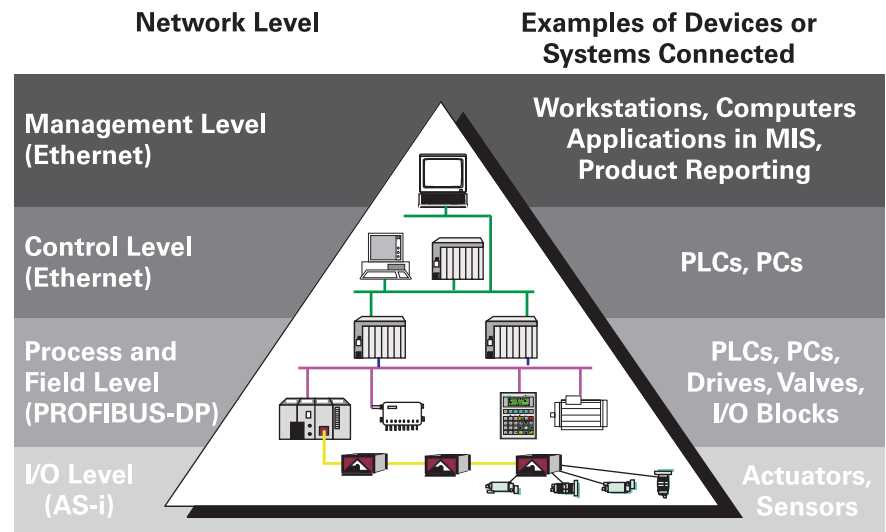 Network Level
Examples of Devices or
Systems Connected
Management Level
(Ethernet)
Workstations, Computers
Applications in MIS,
Product Reporting
Control Level
(Ethernet)
PLCs, PCs
Process and
Field Level
(PROFIBUS-DP)
PLCs, PCs,
Drives, Valves,
I/O Blocks
I/O Level
(AS-i)
Actuators,
Sensors